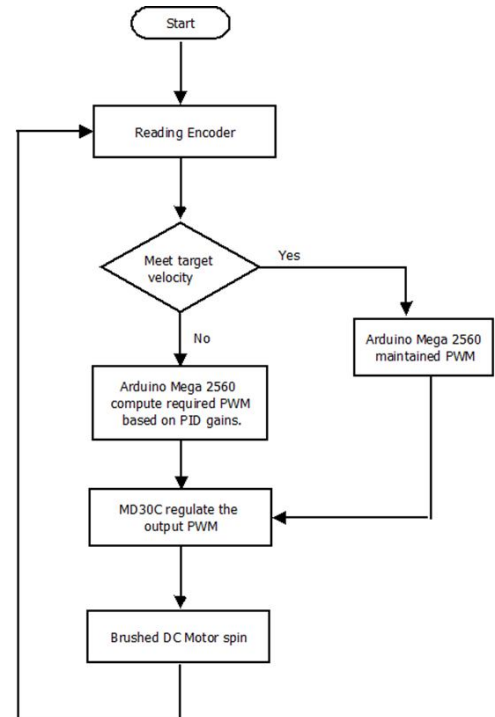 Start
Reading Encoder
Meet target
velocity
Yes
No
Arduino Mega 2560
maintained PWM
Arduino Mega 2560
compute required PWM
based on PID gains.
MD30C regulate the
output PWM
Brushed DC Motor spin